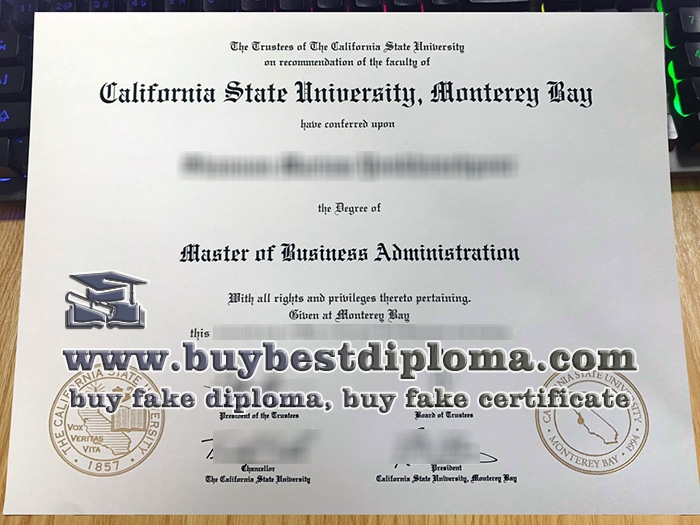 The Trustees of The California State University
on recommendation of the faculty of
California State University, Monterey Bay
have conferred upon
the Degree of
Master of Business Administration
With all rights and privileges thereto pertaining.
Given at Monterey Bay
this
www.buybestdiploma.com
buy fake diploma, buy fake certificate
THE CALIFORNIA STATE UNIVERSITY
VOX
VERITAS
VITA
• 1857 •
CALIFORNIA STATE UNIVERSITY
MONTEREY BAY • 1994
President of the Trustees
Board of Trustees
Chancellor
The California State University
President
California State University, Monterey Bay